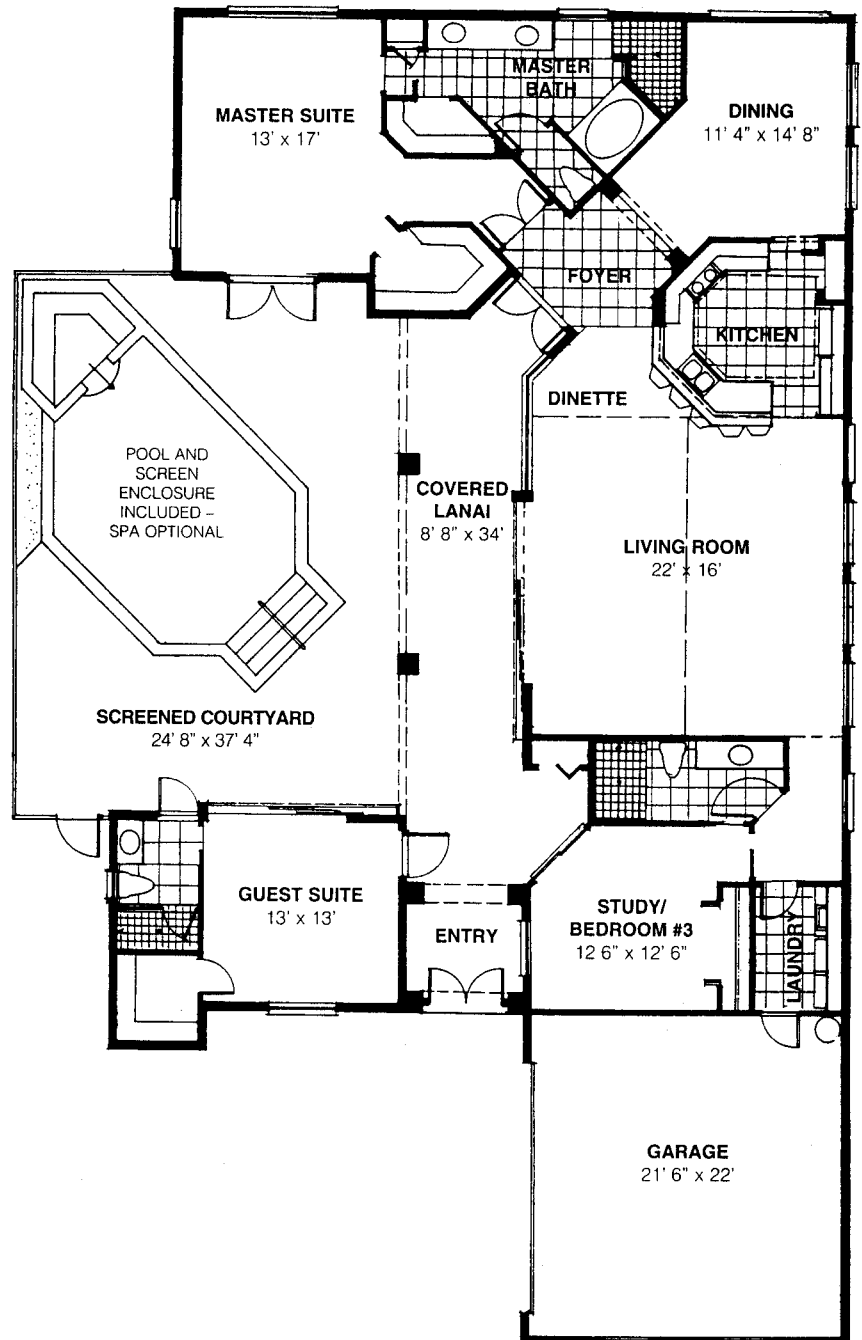 MASTER SUITE
13' x 17'
MASTER
BATH
DINING
11' 4" x 14' 8"
FOYER
KITCHEN
DINETTE
POOL AND
SCREEN
ENCLOSURE
INCLUDED –
SPA OPTIONAL
COVERED
LANAI
8' 8" x 34'
LIVING ROOM
22' x 16'
SCREENED COURTYARD
24' 8" x 37' 4"
GUEST SUITE
13' x 13'
ENTRY
STUDY/
BEDROOM #3
12 6" x 12' 6"
LAUNDRY
GARAGE
21' 6" x 22'